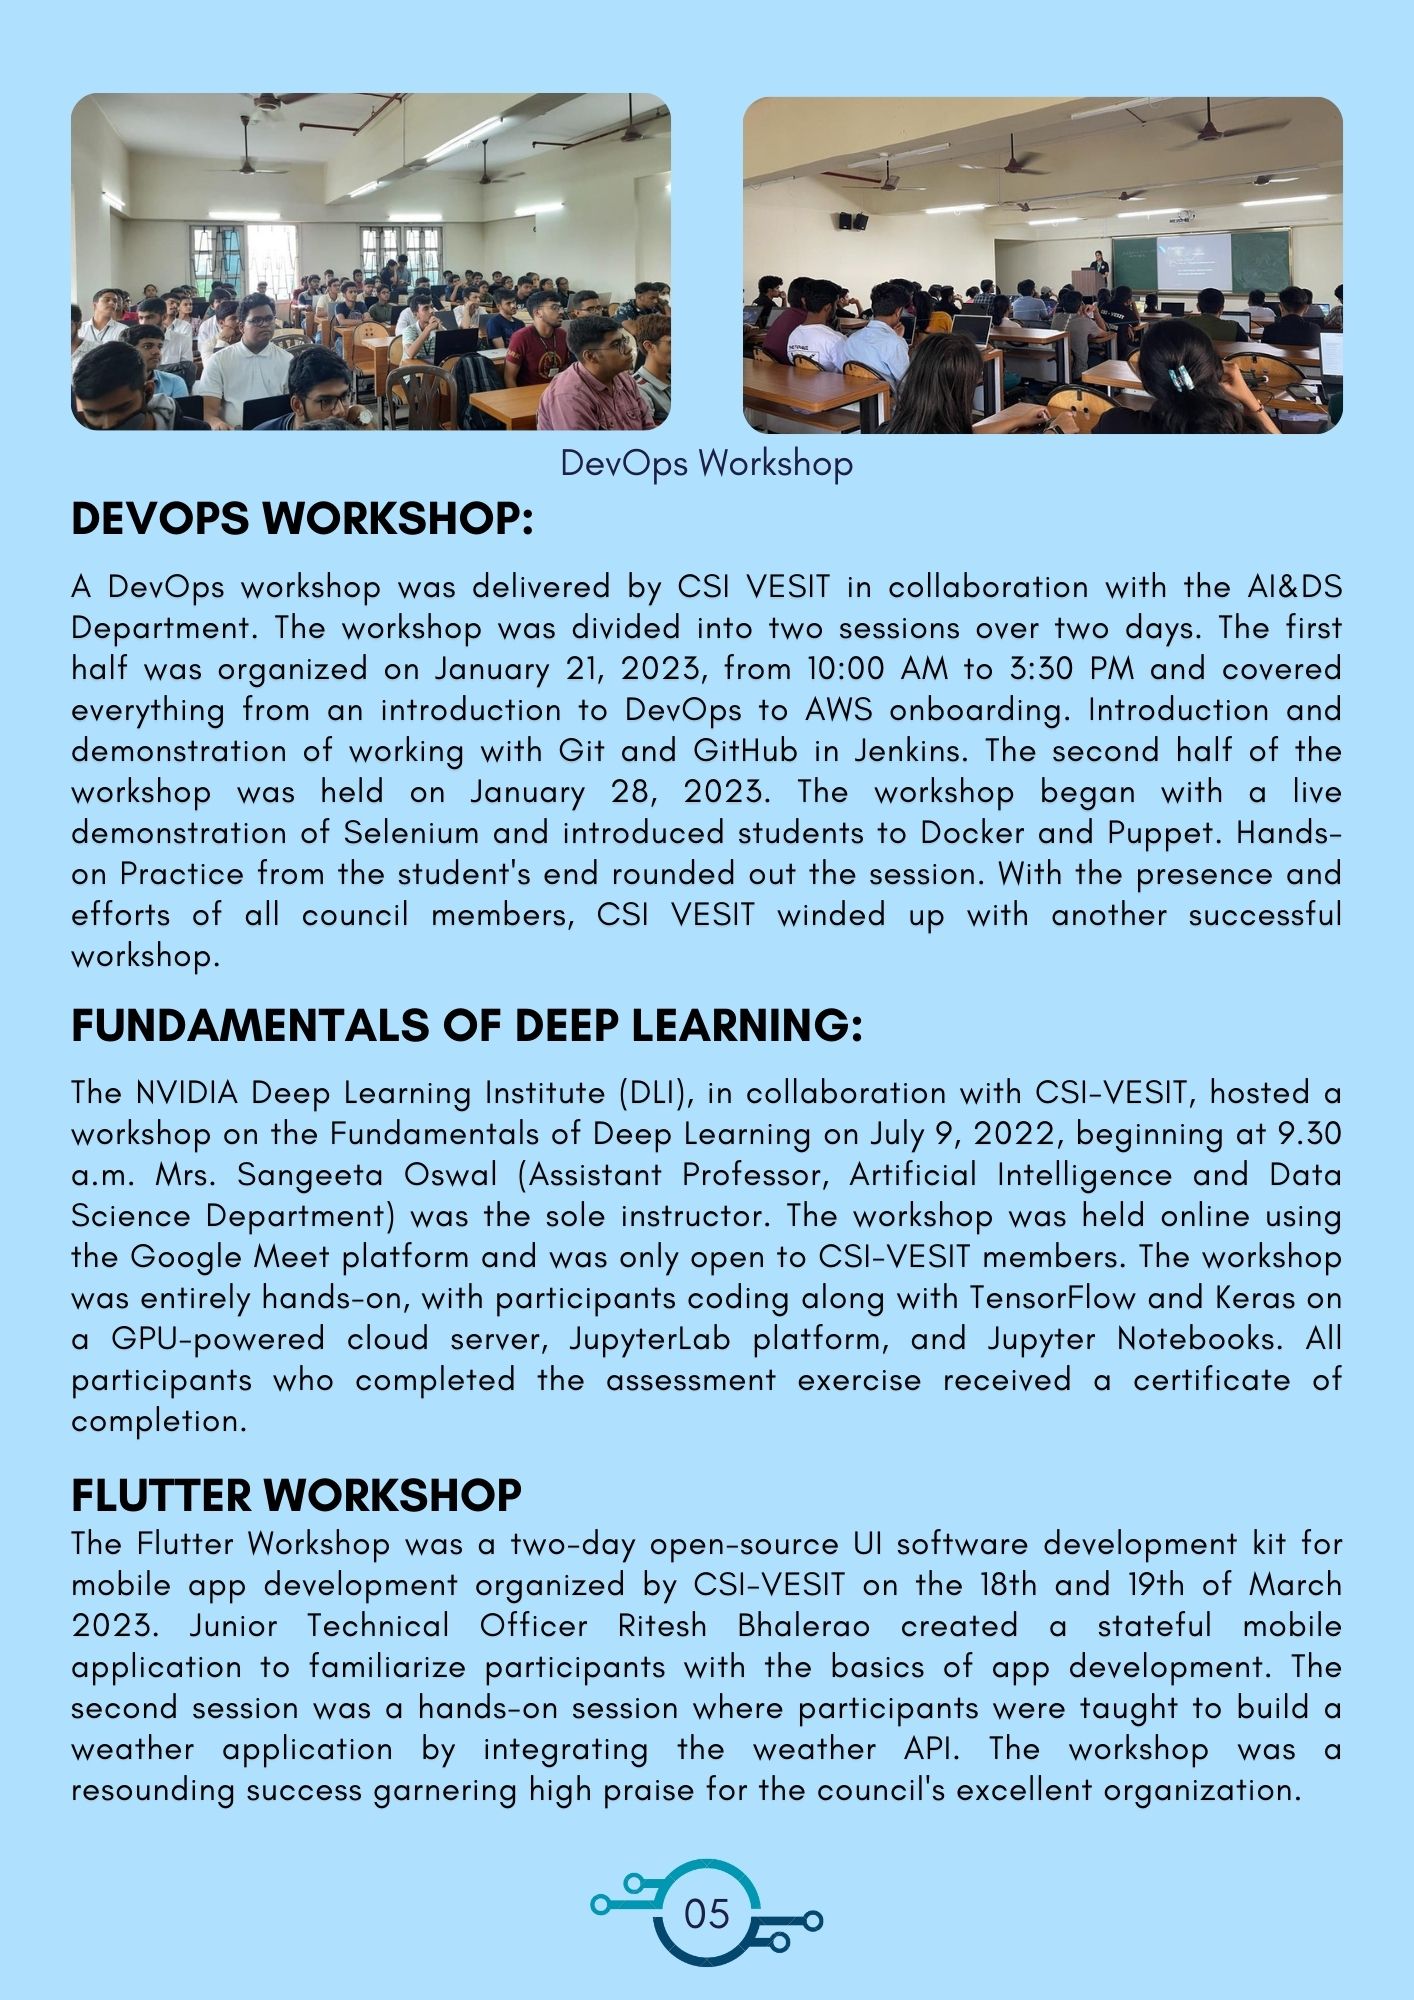 DevOps Workshop
DEVOPS WORKSHOP:
A DevOps workshop was delivered by CSI VESIT in collaboration with the AI&DS
Department. The workshop was divided into two sessions over two days. The first
half was organized on January 21, 2023, from 10:00 AM to 3:30 PM and covered
everything from an introduction to DevOps to AWS onboarding. Introduction and
demonstration of working with Git and GitHub in Jenkins. The second half of the
workshop was held on January 28, 2023. The workshop began with a live
demonstration of Selenium and introduced students to Docker and Puppet. Hands-
on Practice from the student's end rounded out the session. With the presence and
efforts of all council members, CSI VESIT winded up with another successful
workshop.
FUNDAMENTALS OF DEEP LEARNING:
The NVIDIA Deep Learning Institute (DLI), in collaboration with CSI-VESIT, hosted a
workshop on the Fundamentals of Deep Learning on July 9, 2022, beginning at 9.30
a.m. Mrs. Sangeeta Oswal (Assistant Professor, Artificial Intelligence and Data
Science Department) was the sole instructor. The workshop was held online using
the Google Meet platform and was only open to CSI-VESIT members. The workshop
was entirely hands-on, with participants coding along with TensorFlow and Keras on
a GPU-powered cloud server, JupyterLab platform, and Jupyter Notebooks. All
participants who completed the assessment exercise received a certificate of
completion.
FLUTTER WORKSHOP
The Flutter Workshop was a two-day open-source UI software development kit for
mobile app development organized by CSI-VESIT on the 18th and 19th of March
2023. Junior Technical Officer Ritesh Bhalerao created a stateful mobile
application to familiarize participants with the basics of app development. The
second session was a hands-on session where participants were taught to build a
weather application by integrating the weather API. The workshop was a
resounding success garnering high praise for the council's excellent organization.
05